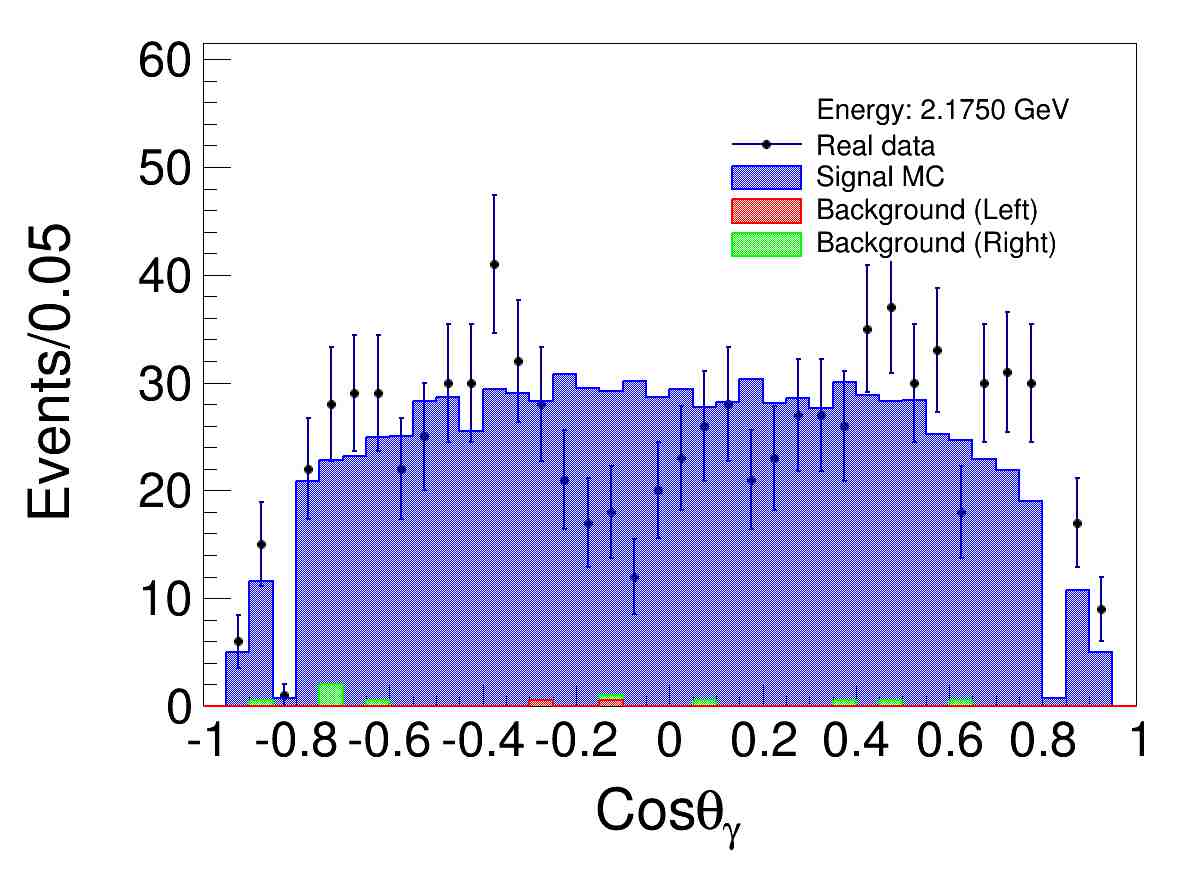 60
50
40
30
20
10
0
Events/0.05
Energy: 2.1750 GeV
Real data
Signal MC
Background (Left)
Background (Right)
-1 -0.8 -0.6 -0.4 -0.2 0 0.2 0.4 0.6 0.8 1
Cosθγ